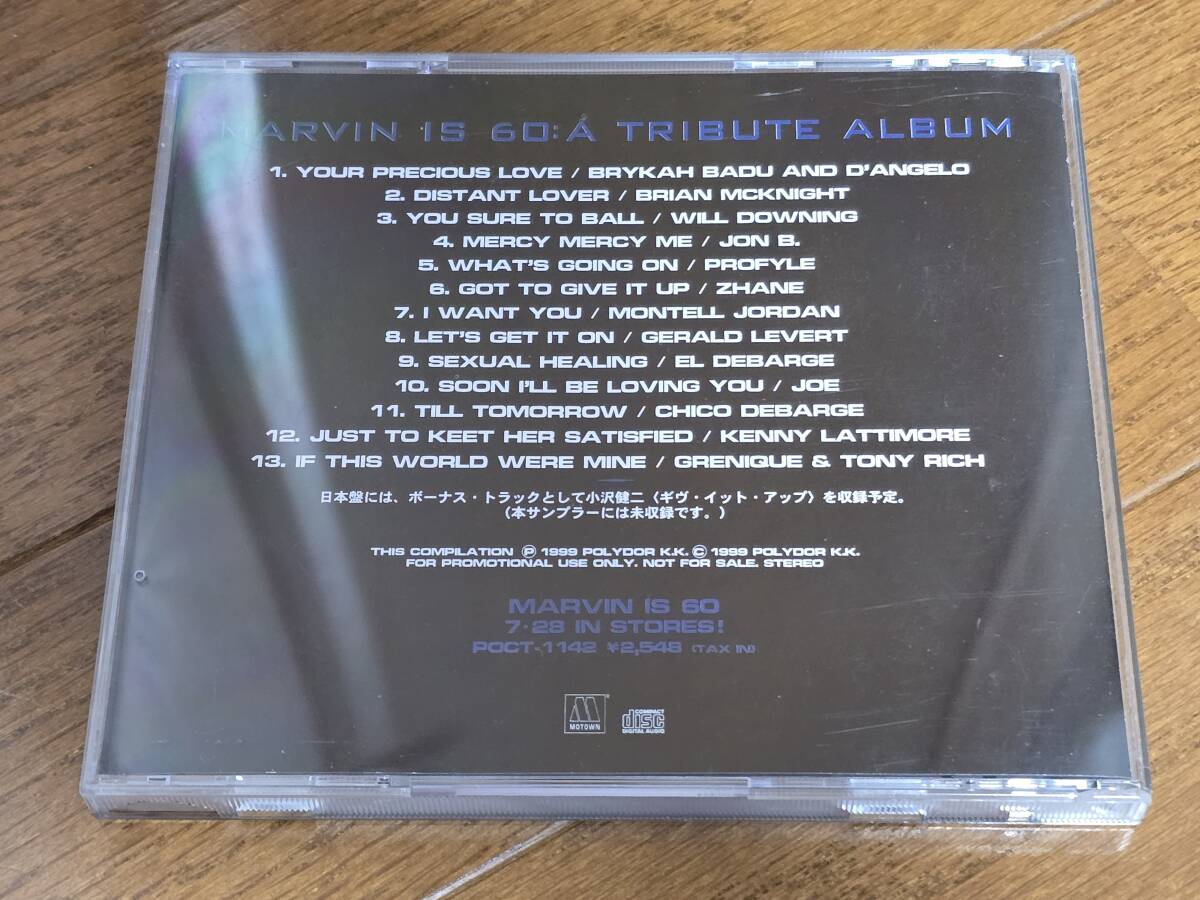 MARVIN IS 60: A TRIBUTE ALBUM
1. YOUR PRECIOUS LOVE / BRYKAH BADU AND D'ANGELO
2. DISTANT LOVER / BRIAN MCKNIGHT
3. YOU SURE TO BALL / WILL DOWNING
4. MERCY MERCY ME / JON B.
5. WHAT'S GOING ON / PROFYLE
6. GOT TO GIVE IT UP / ZHANE
7. I WANT YOU / MONTELL JORDAN
8. LET'S GET IT ON / GERALD LEVERT
9. SEXUAL HEALING / EL DEBARGE
10. SOON I'LL BE LOVING YOU / JOE
11. TILL TOMORROW / CHICO DEBARGE
12. JUST TO KEET HER SATISFIED / KENNY LATTIMORE
13. IF THIS WORLD WERE MINE / GRENIQUE & TONY RICH
日本盤には、ボーナス・トラックとして小沢健二〈ギヴ・イット・アップ〉を収録予定。
（本サンプラーには未収録です。）
THIS COMPILATION Ⓟ 1999 POLYDOR K.K. © 1999 POLYDOR K.K.
FOR PROMOTIONAL USE ONLY. NOT FOR SALE. STEREO
MARVIN IS 60
7·28 IN STORES!
POCT-1142 ¥2,548 (TAX IN)
MOTOWN ®
COMPACT disc DIGITAL AUDIO